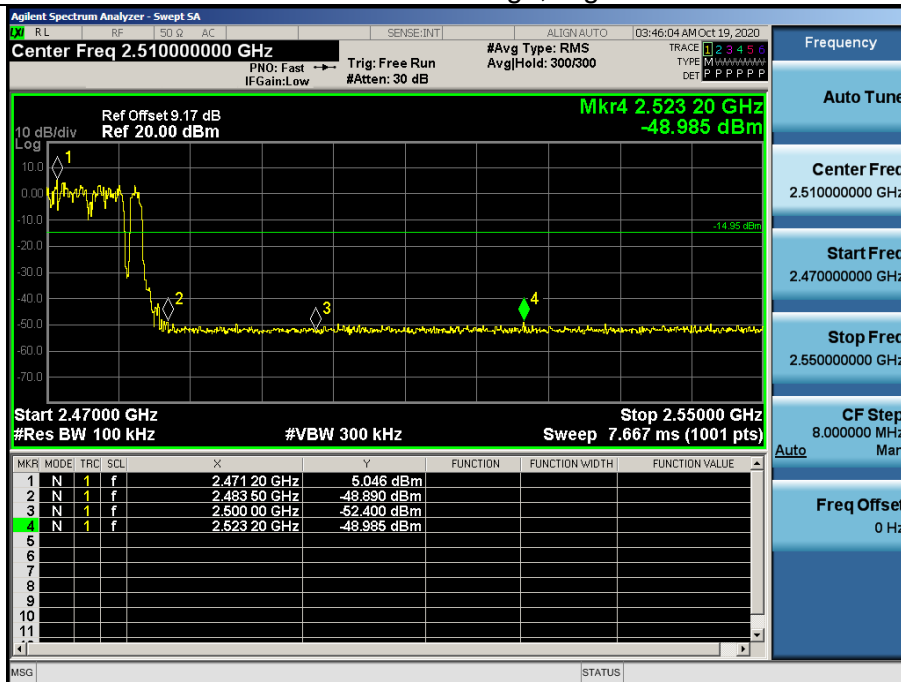 Agilent Spectrum Analyzer - Swept SA
LXI RL RF 50 Ω AC SENSE:INT ALIGN AUTO 03:46:04 AM Oct 19, 2020
Center Freq 2.510000000 GHz
PNO: Fast
IFGain:Low
Trig: Free Run
#Atten: 30 dB
#Avg Type: RMS
Avg|Hold: 300/300
TRACE 1 2 3 4 5 6
TYPE M
DET P P P P P P
Frequency
Auto Tune
Center Freq
2.510000000 GHz
Start Freq
2.470000000 GHz
Stop Freq
2.550000000 GHz
CF Step
8.000000 MHz
Auto Man
Freq Offset
0 Hz
Mkr4 2.523 20 GHz
-48.985 dBm
Ref Offset 9.17 dB
10 dB/div Ref 20.00 dBm
Log
10.0
0.00
-10.0
-20.0
-30.0
-40.0
-50.0
-60.0
-70.0
1
2
3
4
-14.95 dBm
Start 2.47000 GHz Stop 2.55000 GHz
#Res BW 100 kHz #VBW 300 kHz Sweep 7.667 ms (1001 pts)
MKR MODE TRC SCL X Y FUNCTION FUNCTION WIDTH FUNCTION VALUE
1 N 1 f 2.471 20 GHz 5.046 dBm
2 N 1 f 2.483 50 GHz -48.890 dBm
3 N 1 f 2.500 00 GHz -52.400 dBm
4 N 1 f 2.523 20 GHz -48.985 dBm
5
6
7
8
9
10
11
MSG STATUS